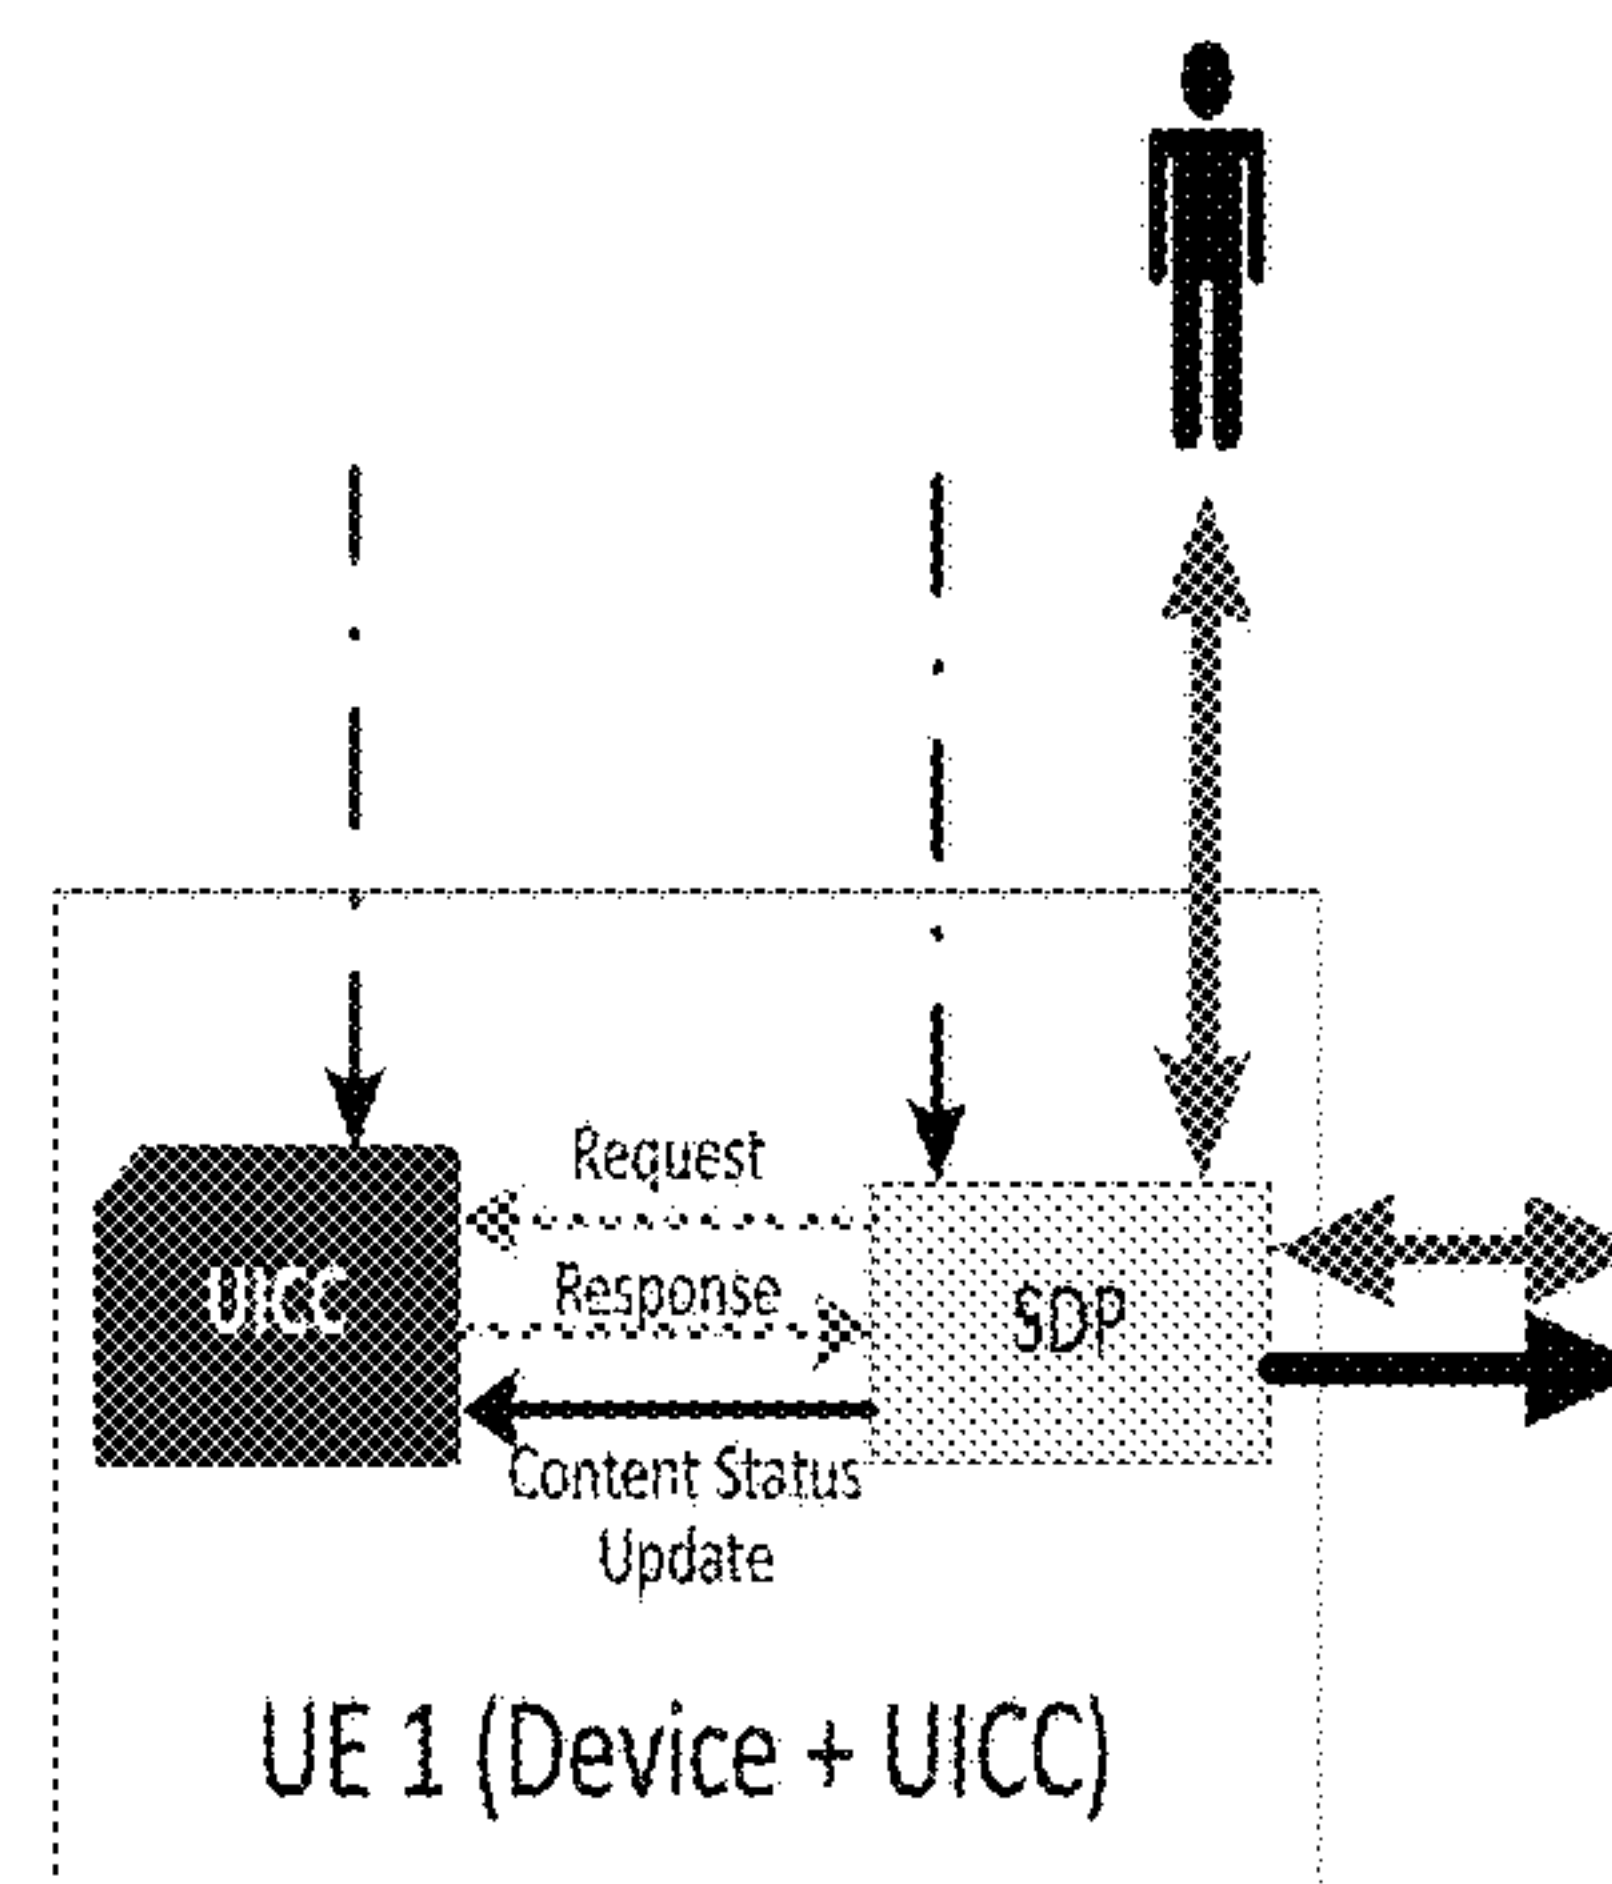 Request
Response
UICC
SDP
Content Status
Update
UE 1 (Device + UICC)